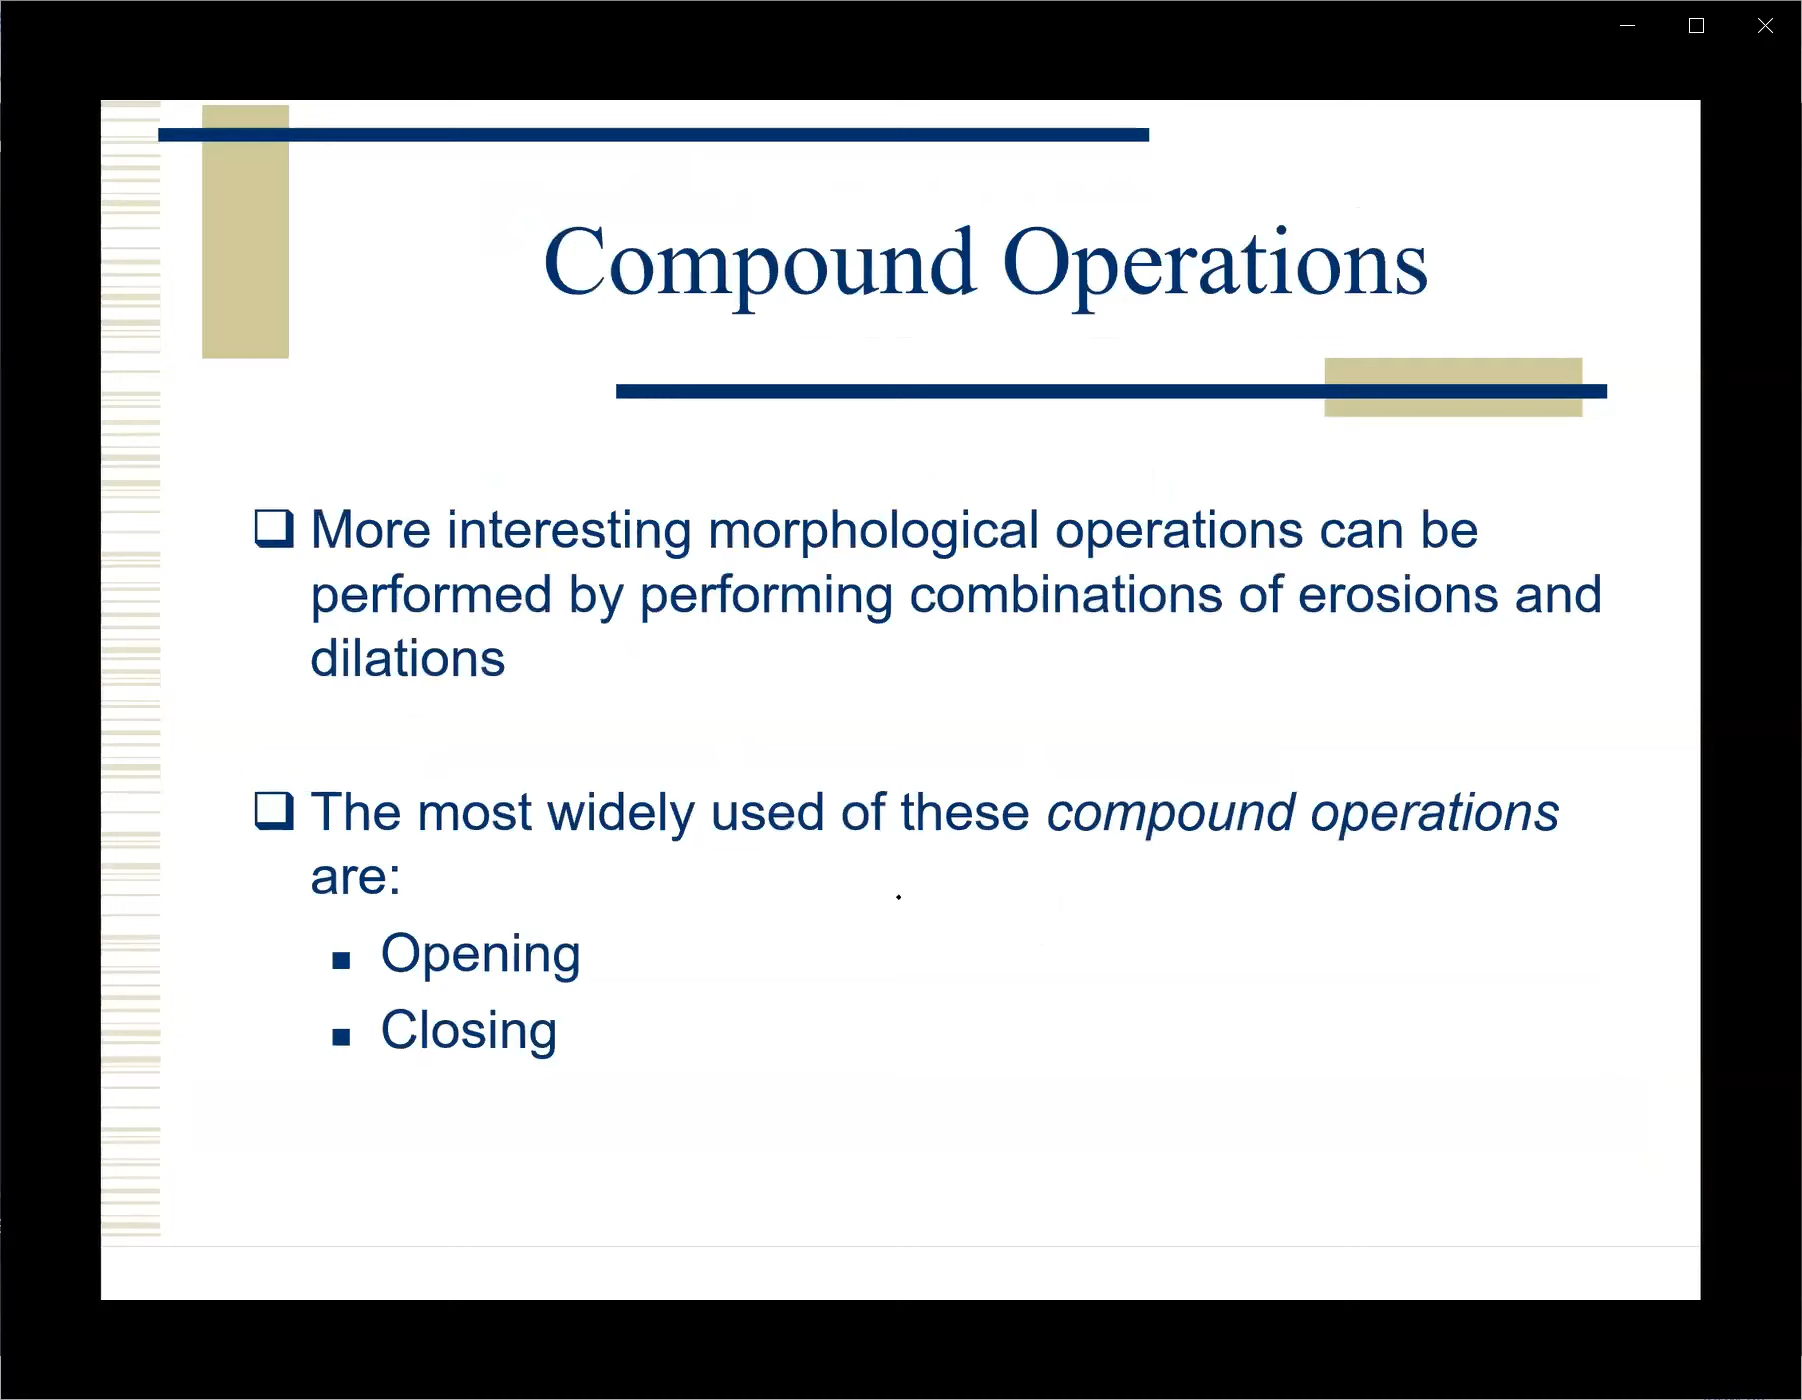 Compound Operations
More interesting morphological operations can be
performed by performing combinations of erosions and
dilations
The most widely used of these compound operations
are:
Opening
Closing